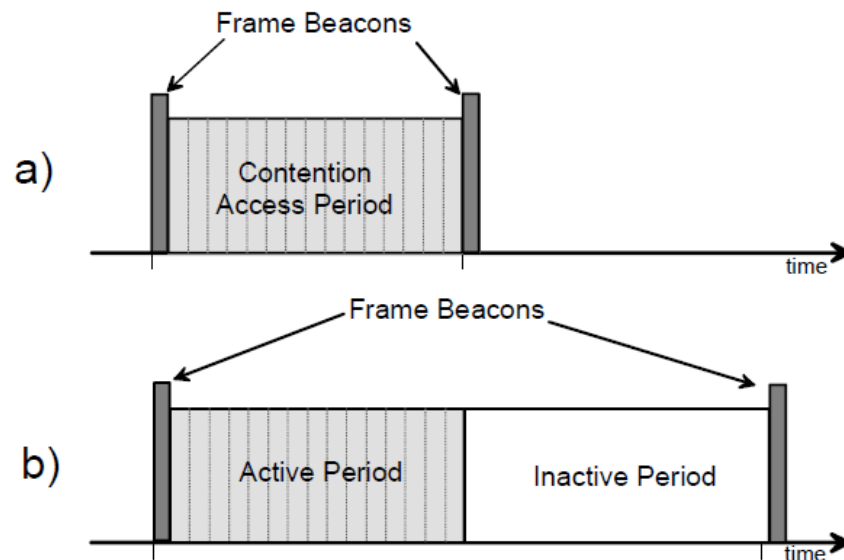 Frame Beacons
a)
Contention
Access Period
time
Frame Beacons
b)
Active Period
Inactive Period
time